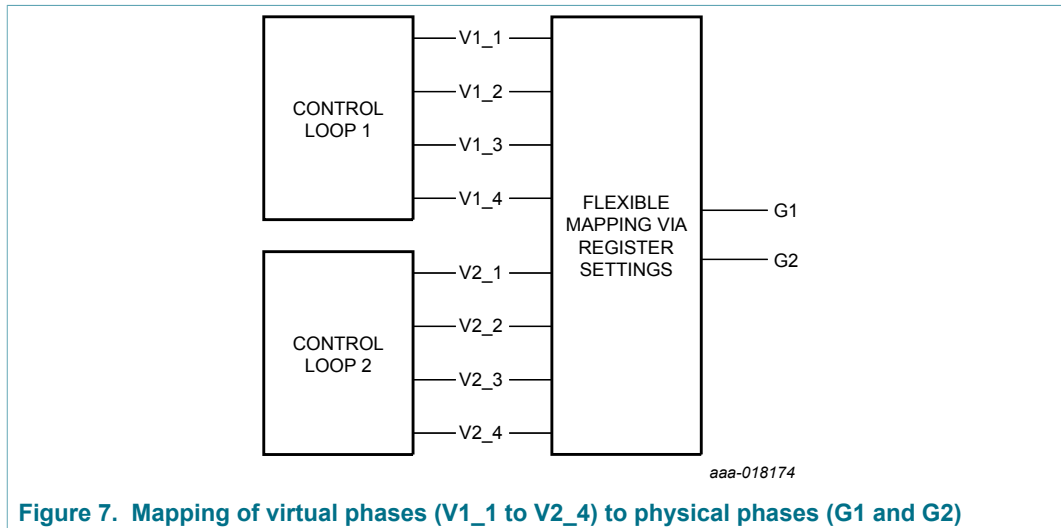 CONTROL
LOOP 1
V1_1
V1_2
V1_3
V1_4
CONTROL
LOOP 2
V2_1
V2_2
V2_3
V2_4
FLEXIBLE
MAPPING VIA
REGISTER
SETTINGS
G1
G2
aaa-018174
Figure 7. Mapping of virtual phases (V1_1 to V2_4) to physical phases (G1 and G2)